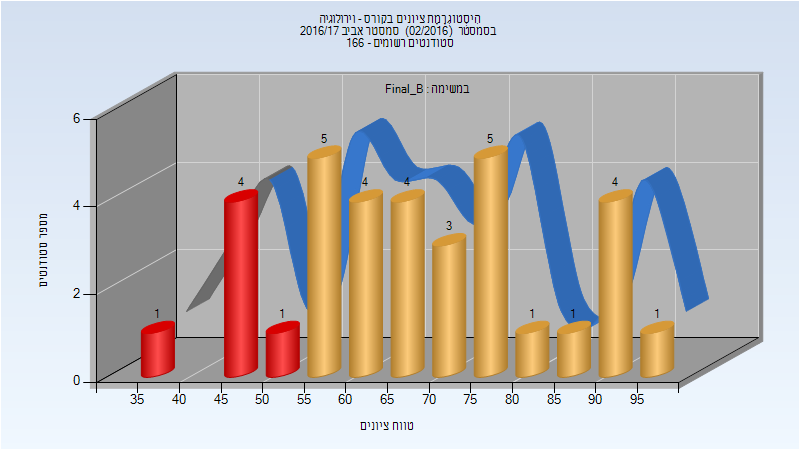 היסטוגרמת ציונים בקורס - וירולוגיה
בסמסטר (02/2016) סמסטר אביב 2016/17
סטודנטים רשומים - 166
במשימה : Final_B
מספר סטודנטים
6
4
2
0
1
4
1
5
4
4
3
5
1
1
4
1
35 40 45 50 55 60 65 70 75 80 85 90 95
טווח ציונים